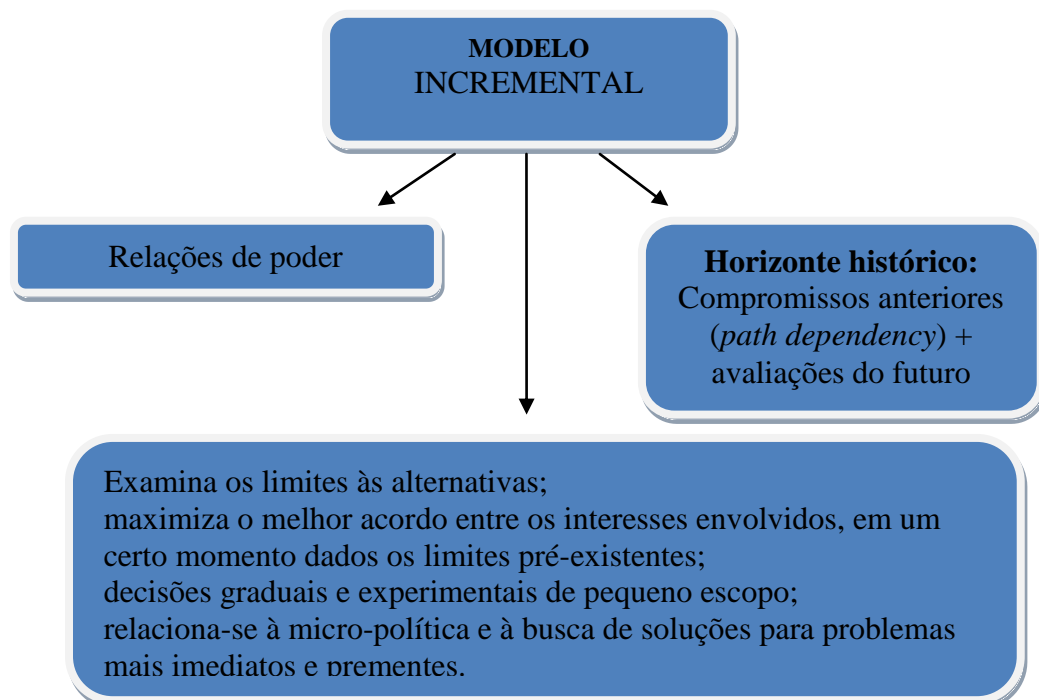 MODELO
INCREMENTAL
Relações de poder
Horizonte histórico:
Compromissos anteriores
(path dependency) +
avaliações do futuro
Examina os limites às alternativas;
maximiza o melhor acordo entre os interesses envolvidos, em um
certo momento dados os limites pré-existentes;
decisões graduais e experimentais de pequeno escopo;
relaciona-se à micro-política e à busca de soluções para problemas
mais imediatos e prementes.